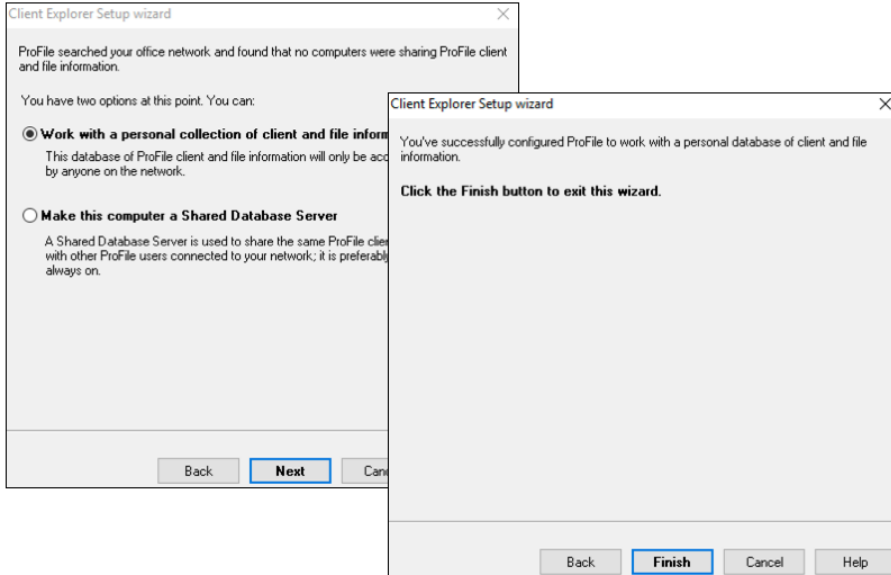 Client Explorer Setup wizard
ProFile searched your office network and found that no computers were sharing ProFile client
and file information.
You have two options at this point. You can:
Work with a personal collection of client and file inform
This database of ProFile client and file information will only be acc
by anyone on the network.
Make this computer a Shared Database Server
A Shared Database Server is used to share the same ProFile clie
with other ProFile users connected to your network; it is preferably
always on.
Back Next Canc
Client Explorer Setup wizard
You've successfully configured ProFile to work with a personal database of client and file
information.
Click the Finish button to exit this wizard.
Back Finish Cancel Help